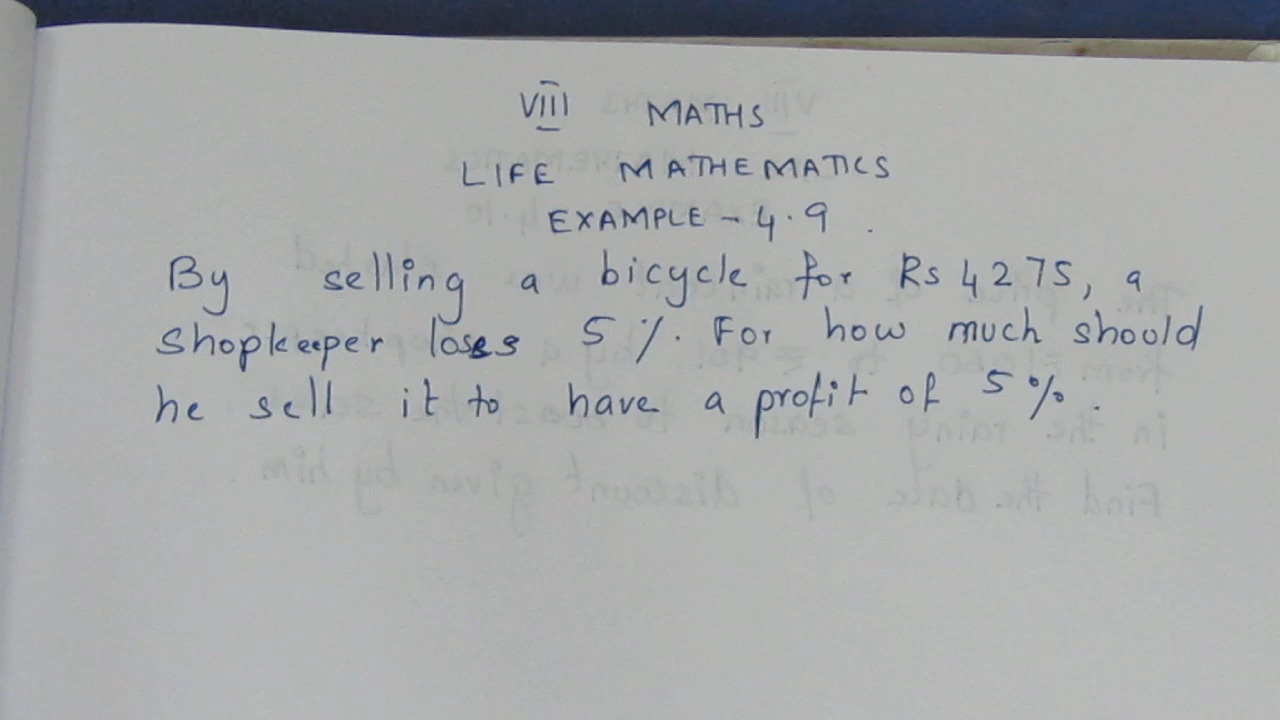 VIII MATHS
LIFE MATHEMATICS
EXAMPLE - 4.9.
By selling a bicycle for Rs 4275, a
shopkeeper loses 5%. For how much should
he sell it to have a profit of 5%.